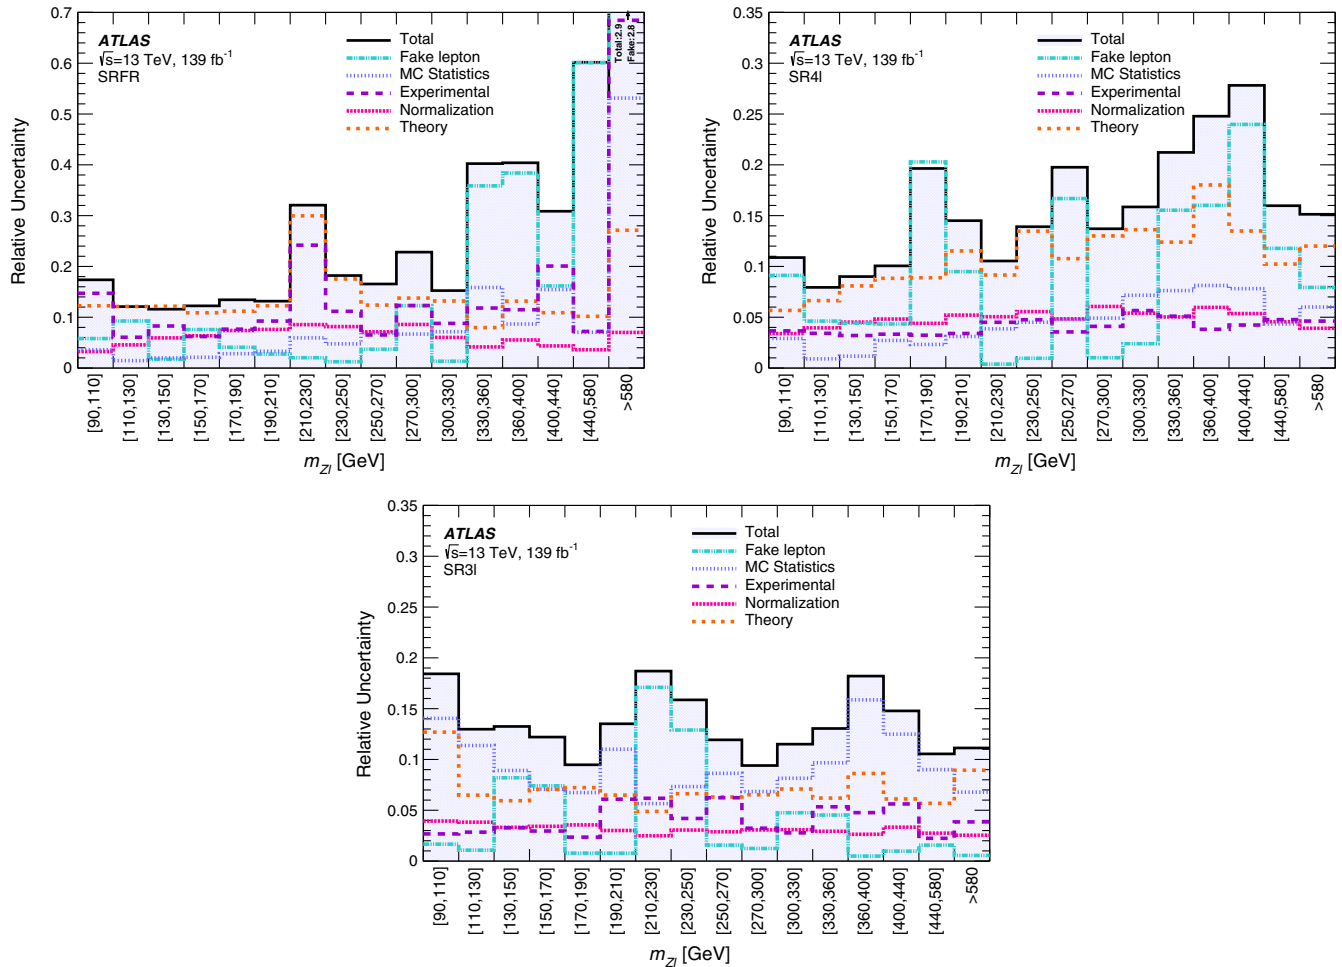 0.7
0.6
0.5
0.4
0.3
0.2
0.1
0
Relative Uncertainty
ATLAS
√s=13 TeV, 139 fb⁻¹
SRFR
Total
Fake lepton
MC Statistics
Experimental
Normalization
Theory
Total:2.9
Fake:2.8
[90,110]
[110,130]
[130,150]
[150,170]
[170,190]
[190,210]
[210,230]
[230,250]
[250,270]
[270,300]
[300,330]
[330,360]
[360,400]
[400,440]
[440,580]
>580
m_Zl [GeV]
0.35
0.3
0.25
0.2
0.15
0.1
0.05
0
Relative Uncertainty
ATLAS
√s=13 TeV, 139 fb⁻¹
SR4l
Total
Fake lepton
MC Statistics
Experimental
Normalization
Theory
[90,110]
[110,130]
[130,150]
[150,170]
[170,190]
[190,210]
[210,230]
[230,250]
[250,270]
[270,300]
[300,330]
[330,360]
[360,400]
[400,440]
[440,580]
>580
m_Zl [GeV]
0.35
0.3
0.25
0.2
0.15
0.1
0.05
0
Relative Uncertainty
ATLAS
√s=13 TeV, 139 fb⁻¹
SR3l
Total
Fake lepton
MC Statistics
Experimental
Normalization
Theory
[90,110]
[110,130]
[130,150]
[150,170]
[170,190]
[190,210]
[210,230]
[230,250]
[250,270]
[270,300]
[300,330]
[330,360]
[360,400]
[400,440]
[440,580]
>580
m_Zl [GeV]